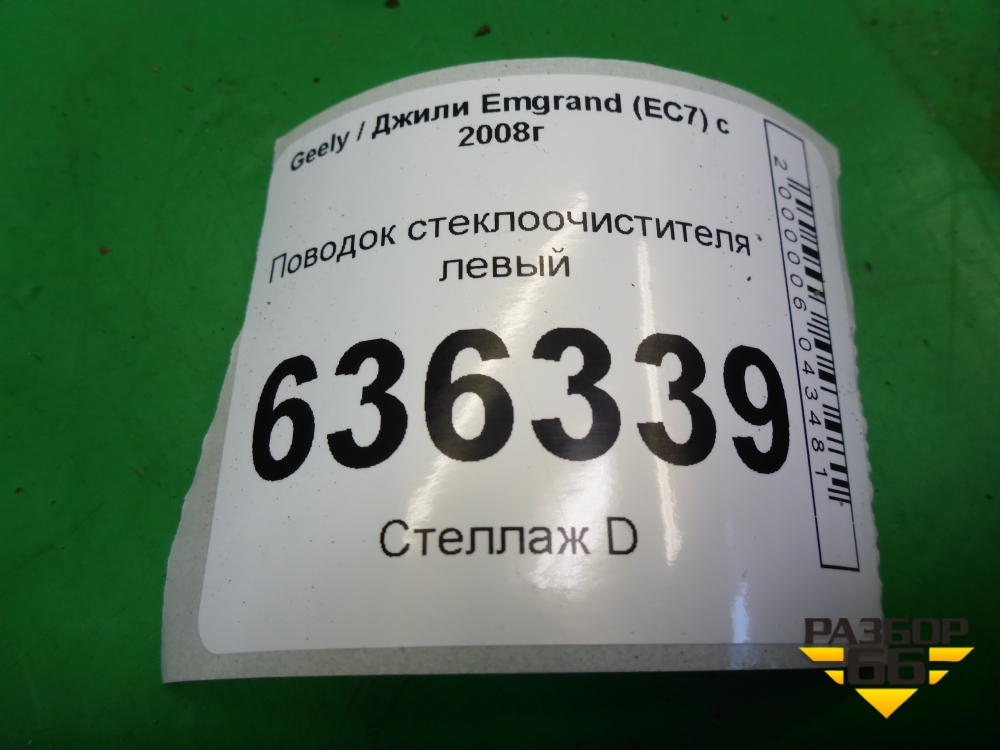 Geely / Джили Emgrand (EC7) с
2008г
Поводок стеклоочистителя
левый
636339
Стеллаж D
2000006043481
РАЗБОР
66